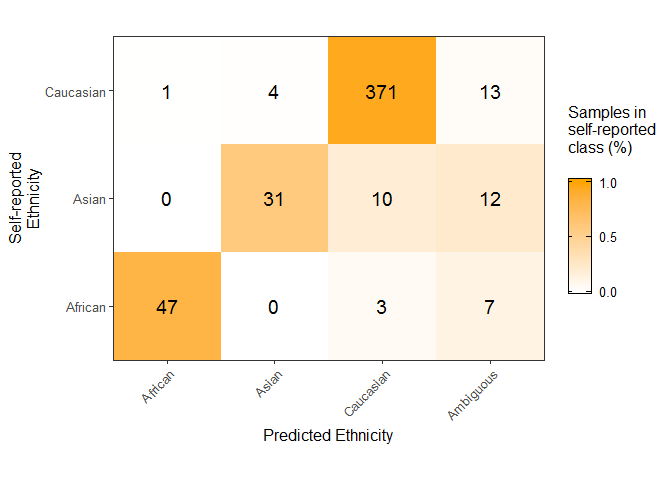 Caucasian 1 4 371 13
Asian 0 31 10 12
African 47 0 3 7
African Asian Caucasian Ambiguous
Predicted Ethnicity
Self-reported
Ethnicity
Samples in
self-reported
class (%)
1.0
0.5
0.0